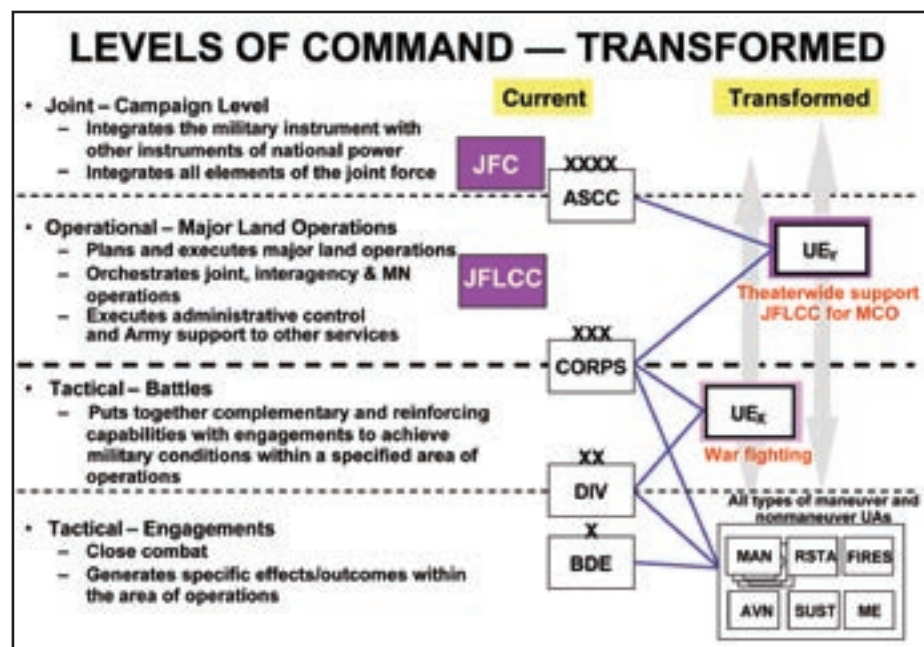 LEVELS OF COMMAND — TRANSFORMED
Current
Transformed
• Joint – Campaign Level
– Integrates the military instrument with
other instruments of national power
– Integrates all elements of the joint force
JFC
XXXX
ASCC
• Operational – Major Land Operations
– Plans and executes major land operations
– Orchestrates joint, interagency & MN
operations
– Executes administrative control
and Army support to other services
JFLCC
UEY
Theaterwide support
JFLCC for MCO
XXX
CORPS
• Tactical – Battles
– Puts together complementary and reinforcing
capabilities with engagements to achieve
military conditions within a specified area of
operations
UEX
War fighting
XX
DIV
• Tactical – Engagements
– Close combat
– Generates specific effects/outcomes within
the area of operations
X
BDE
All types of maneuver and
nonmaneuver UAs
MAN RSTA FIRES
AVN SUST ME